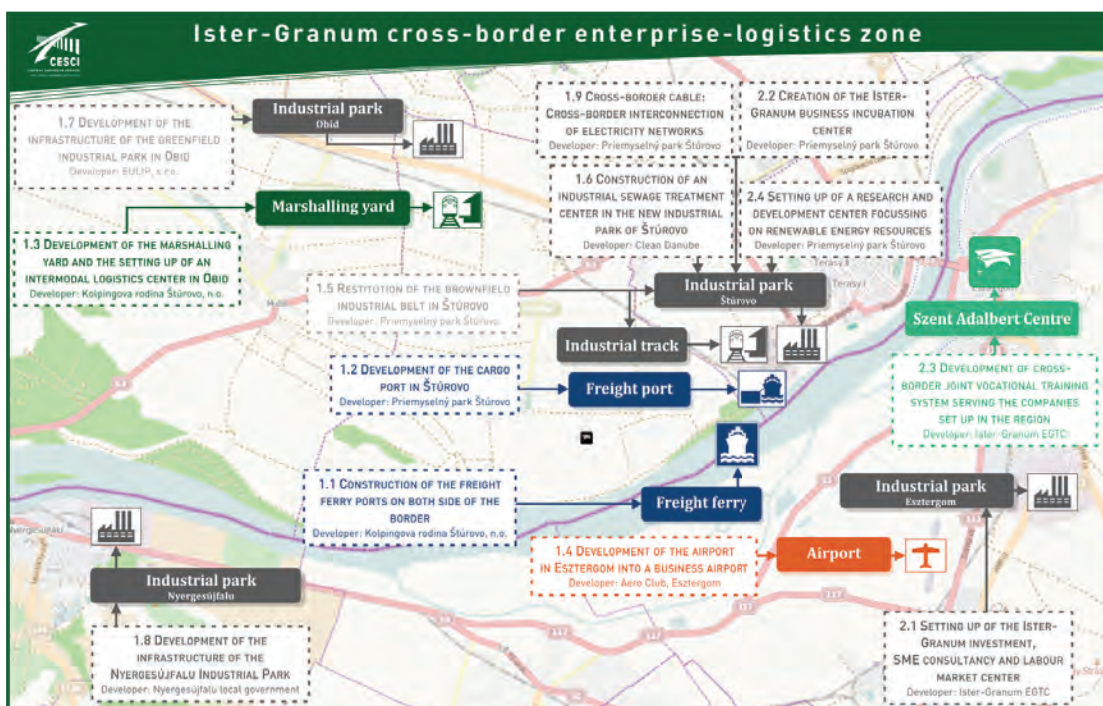 CESCI
Ister-Granum cross-border enterprise-logistics zone
1.7 Development of the
infrastructure of the greenfield
industrial park in Obid
Developer: EULIP, s.r.o.
Industrial park
Obid
1.9 Cross-border cable:
Cross-border interconnection
of electricity networks
Developer: Priemyselný park Štúrovo
2.2 Creation of the Ister-
Granum business incubation
center
Developer: Priemyselný park Štúrovo
1.6 Construction of an
industrial sewage treatment
center in the new industrial
park of Štúrovo
Developer: Clean Danube
2.4 Setting up of a research and
development center focussing
on renewable energy resources
Developer: Priemyselný park Štúrovo
Marshalling yard
1.3 Development of the marshalling
yard and the setting up of an
intermodal logistics center in Obid
Developer: Kolpingova rodina Štúrovo, n.o.
Terasy II
Terasy I
1.5 Restitution of the brownfield
industrial belt in Štúrovo
Developer: Priemyselný park Štúrovo
Industrial park
Štúrovo
Szent Adalbert Centre
Industrial track
1.2 Development of the cargo
port in Štúrovo
Developer: Priemyselný park Štúrovo
Freight port
2.3 Development of cross-
border joint vocational training
system serving the companies
set up in the region
Developer: Ister-Granum EGTC
1.1 Construction of the freight
ferry ports on both side of the
border
Developer: Kolpingova rodina Štúrovo, n.o.
Freight ferry
Industrial park
Esztergom
1.4 Development of the airport
in Esztergom into a business airport
Developer: Aero Club, Esztergom
Airport
Industrial park
Nyergesújfalu
1.8 Development of the
infrastructure of the
Nyergesújfalu Industrial Park
Developer: Nyergesújfalu local government
117
117
2.1 Setting up of the Ister-
Granum investment,
SME consultancy and labour
market center
Developer: Ister-Granum EGTC